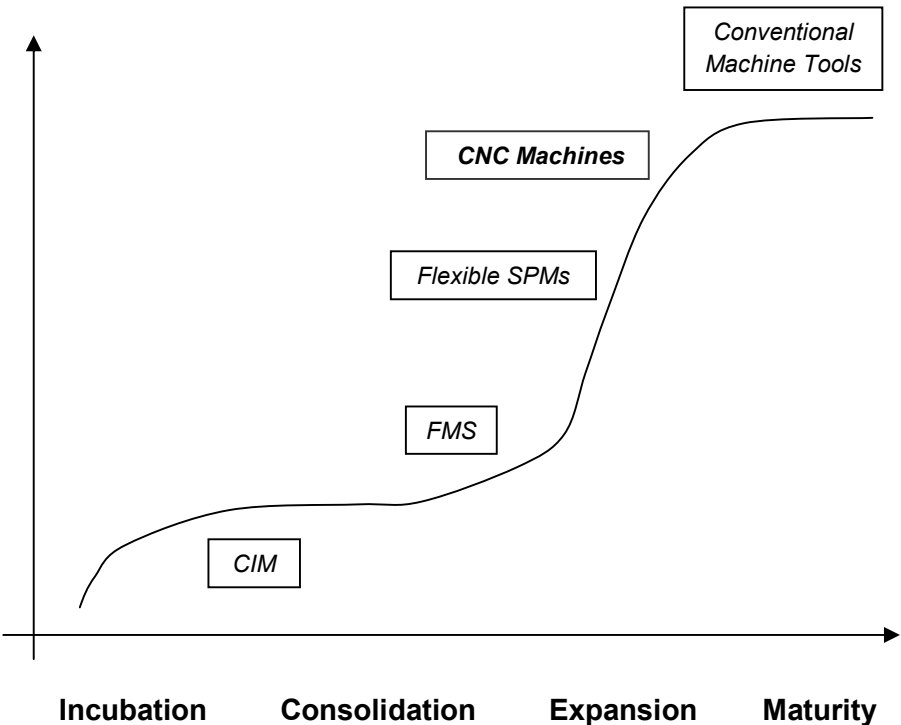 Conventional
Machine Tools
CNC Machines
Flexible SPMs
FMS
CIM
Incubation Consolidation Expansion Maturity